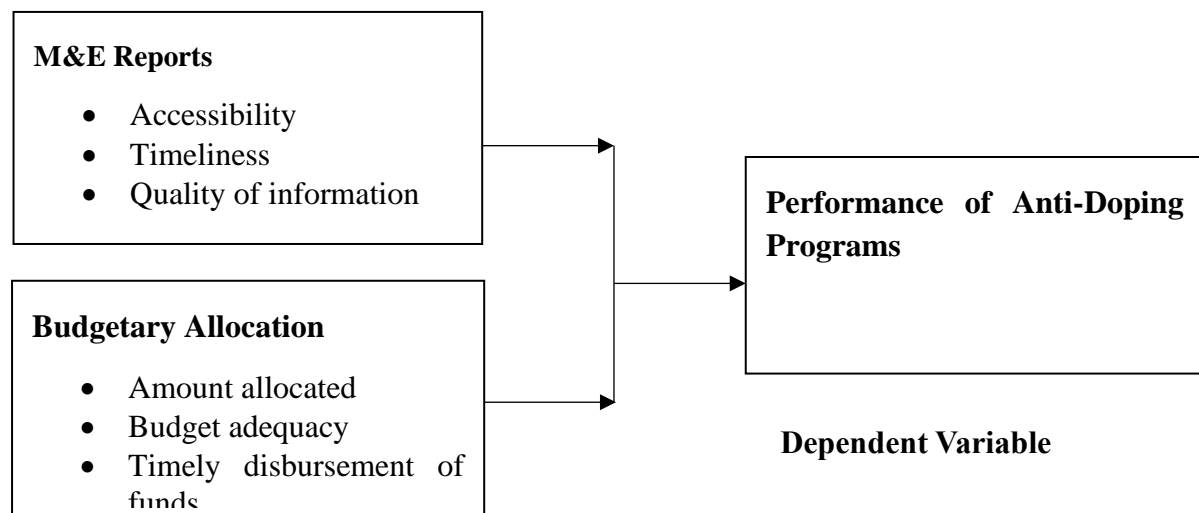 M&E Reports
• Accessibility
• Timeliness
• Quality of information
Budgetary Allocation
• Amount allocated
• Budget adequacy
• Timely disbursement of
funds
Performance of Anti-Doping
Programs
Dependent Variable